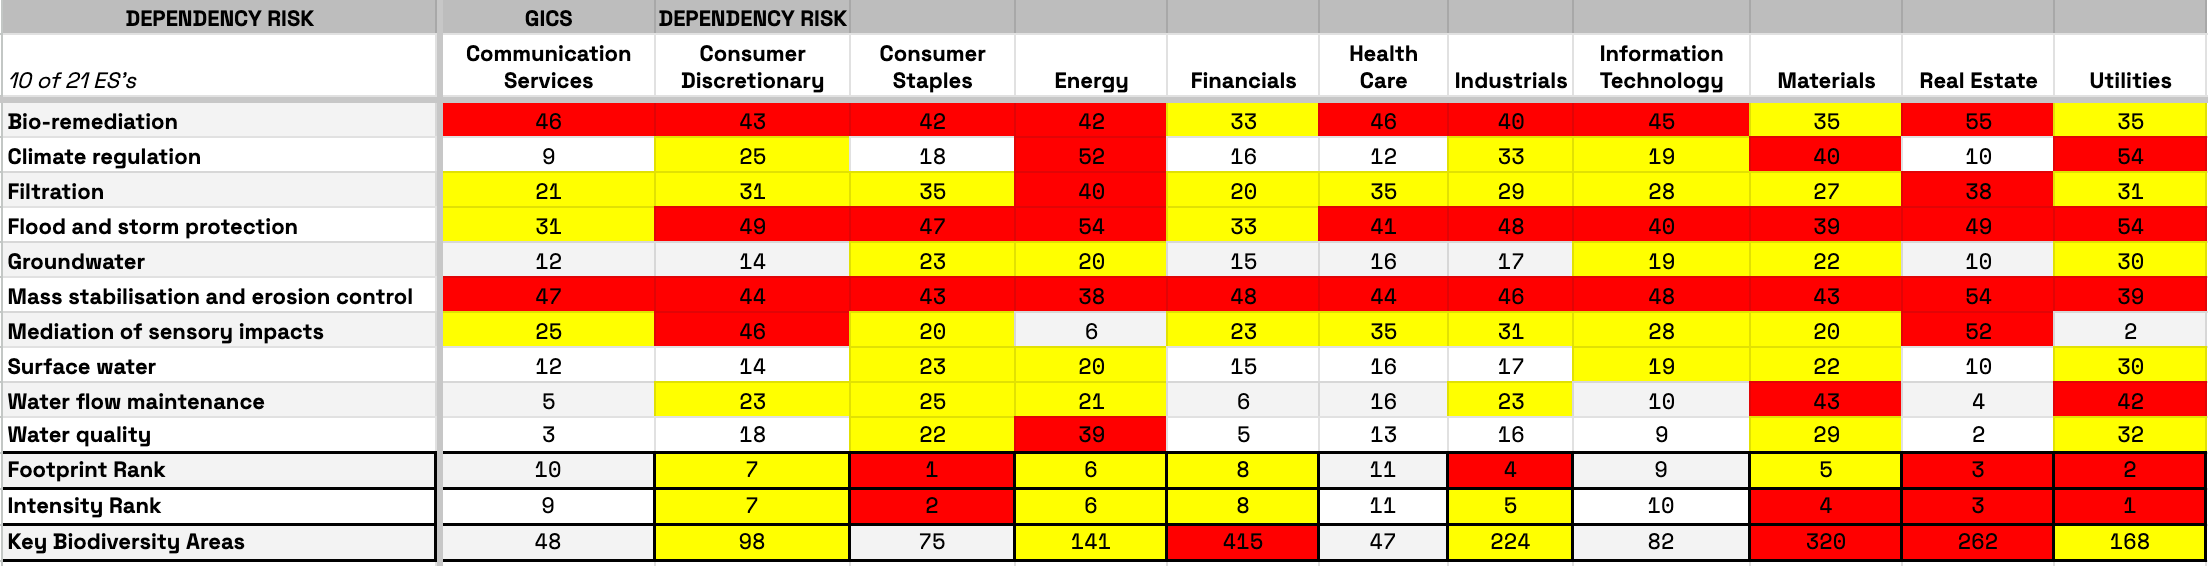 DEPENDENCY RISK GICS DEPENDENCY RISK
10 of 21 ES's Communication Services Consumer Discretionary Consumer Staples Energy Financials Health Care Industrials Information Technology Materials Real Estate Utilities
Bio-remediation 46 43 42 42 33 46 40 45 35 55 35
Climate regulation 9 25 18 52 16 12 33 19 40 10 54
Filtration 21 31 35 40 20 35 29 28 27 38 31
Flood and storm protection 31 49 47 54 33 41 48 40 39 49 54
Groundwater 12 14 23 20 15 16 17 19 22 10 30
Mass stabilisation and erosion control 47 44 43 38 48 44 46 48 43 54 39
Mediation of sensory impacts 25 46 20 6 23 35 31 28 20 52 2
Surface water 12 14 23 20 15 16 17 19 22 10 30
Water flow maintenance 5 23 25 21 6 16 23 10 43 4 42
Water quality 3 18 22 39 5 13 16 9 29 2 32
Footprint Rank 10 7 1 6 8 11 4 9 5 3 2
Intensity Rank 9 7 2 6 8 11 5 10 4 3 1
Key Biodiversity Areas 48 98 75 141 415 47 224 82 320 262 168